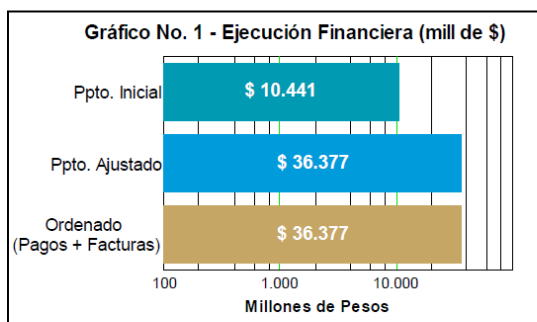 Gráfico No. 1 - Ejecución Financiera (mill de $)
Ppto. Inicial
$ 10.441
Ppto. Ajustado
$ 36.377
Ordenado
(Pagos + Facturas)
$ 36.377
100 1.000 10.000
Millones de Pesos